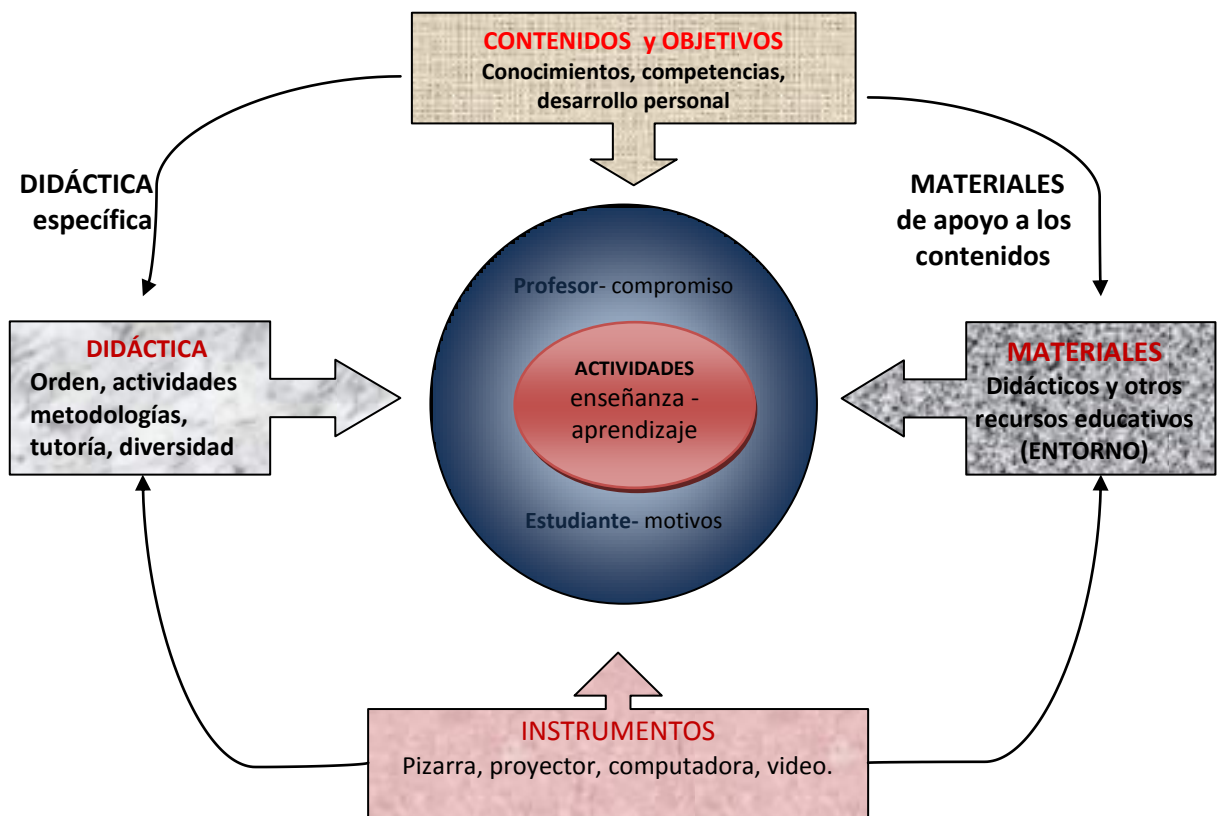 CONTENIDOS y OBJETIVOS
Conocimientos, competencias,
desarrollo personal
DIDÁCTICA
específica
MATERIALES
de apoyo a los
contenidos
Profesor- compromiso
ACTIVIDADES
enseñanza -
aprendizaje
Estudiante- motivos
DIDÁCTICA
Orden, actividades
metodologías,
tutoría, diversidad
MATERIALES
Didácticos y otros
recursos educativos
(ENTORNO)
INSTRUMENTOS
Pizarra, proyector, computadora, video.